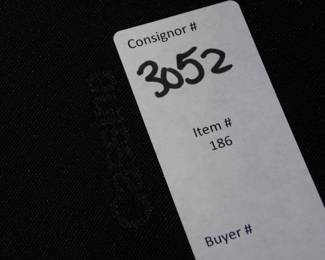 Consignor #
3052
Item #
186
Buyer #